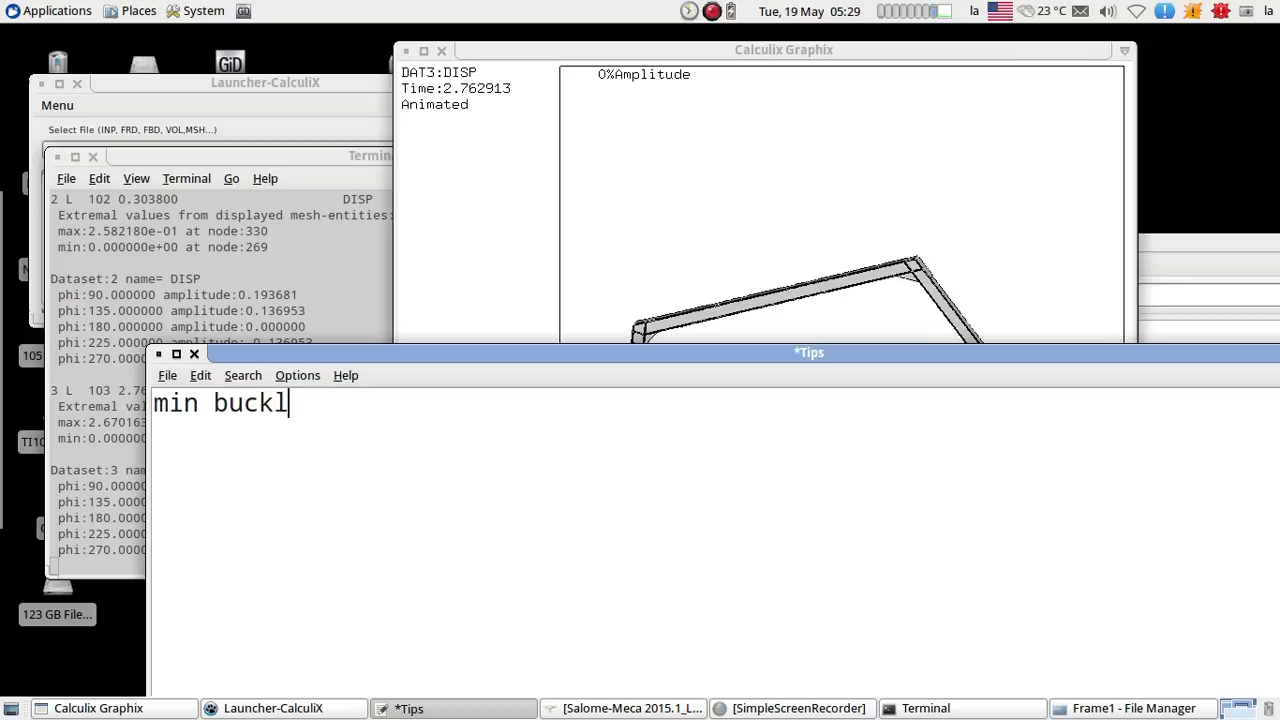 Applications Places System Tue, 19 May 05:29 la 23 °C la
GiD
Calculix Graphix
DAT3:DISP
Time:2.762913
Animated
0%Amplitude
Launcher-CalculiX
Menu
Select File (INP, FRD, FBD, VOL,MSH...)
File Edit View Terminal Go Help
2 L 102 0.303800 DISP
Extremal values from displayed mesh-entities:
max:2.582180e-01 at node:330
min:0.000000e+00 at node:269
Dataset:2 name= DISP
phi:90.000000 amplitude:0.193681
phi:135.000000 amplitude:0.136953
phi:180.000000 amplitude:0.000000
*Tips
File Edit Search Options Help
min buckl
105
123 GB File...
Calculix Graphix Launcher-CalculiX *Tips [Salome-Meca 2015.1_L... [SimpleScreenRecorder] Terminal Frame1 - File Manager